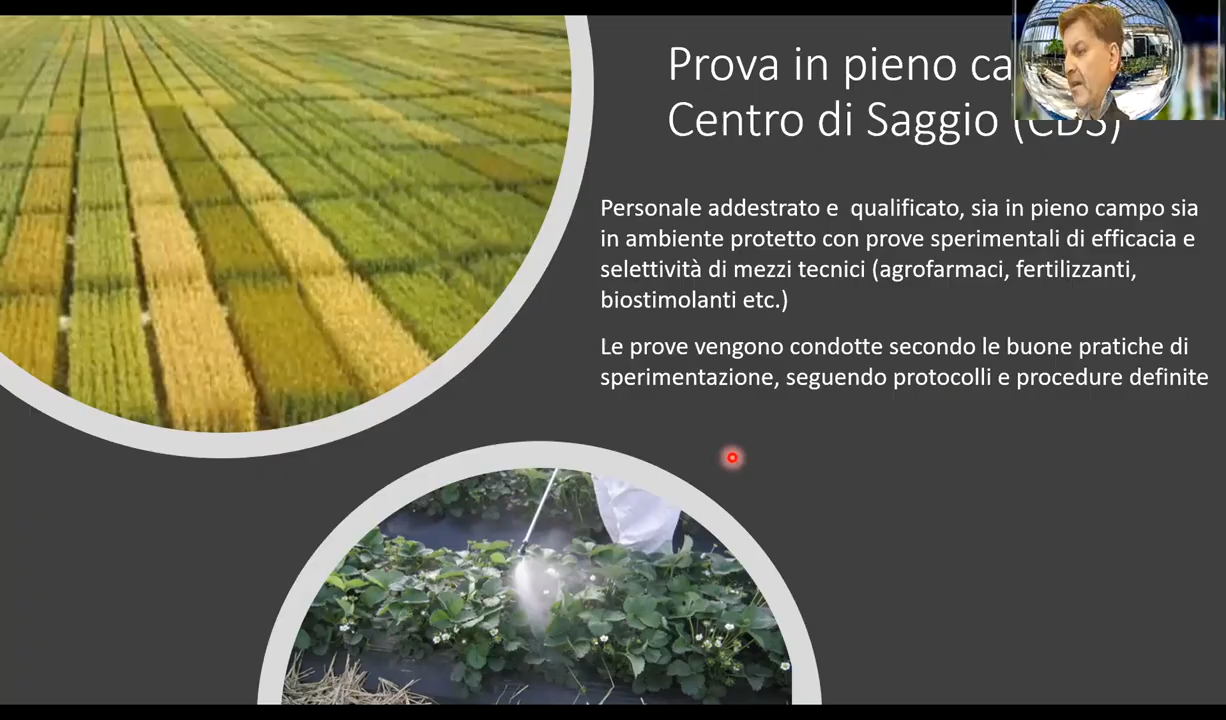 Prova in pieno
Centro di Saggio (CDS)
Personale addestrato e  qualificato, sia in pieno campo sia
in ambiente protetto con prove sperimentali di efficacia e
selettività di mezzi tecnici (agrofarmaci, fertilizzanti,
biostimolanti etc.)
Le prove vengono condotte secondo le buone pratiche di
sperimentazione, seguendo protocolli e procedure definite